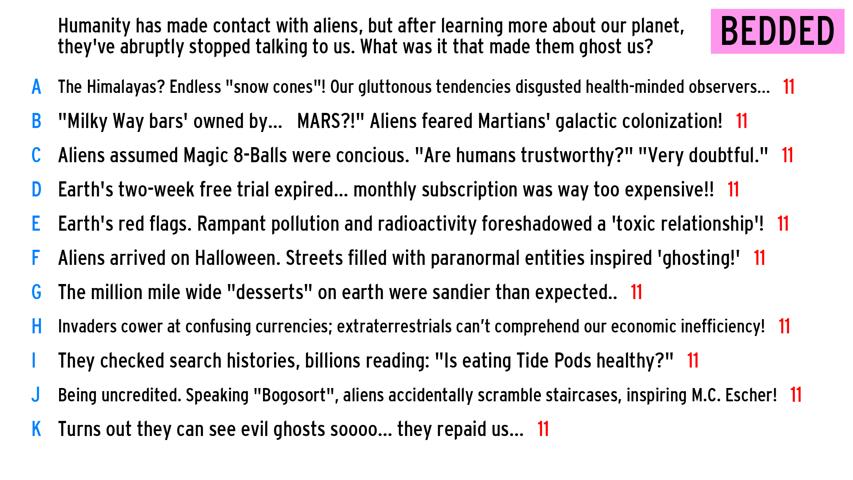 Humanity has made contact with aliens, but after learning more about our planet,
they've abruptly stopped talking to us. What was it that made them ghost us?
BEDDED
A The Himalayas? Endless "snow cones"! Our gluttonous tendencies disgusted health-minded observers... 11
B "Milky Way bars' owned by... MARS?!" Aliens feared Martians' galactic colonization! 11
C Aliens assumed Magic 8-Balls were concious. "Are humans trustworthy?" "Very doubtful." 11
D Earth's two-week free trial expired... monthly subscription was way too expensive!! 11
E Earth's red flags. Rampant pollution and radioactivity foreshadowed a 'toxic relationship'! 11
F Aliens arrived on Halloween. Streets filled with paranormal entities inspired 'ghosting!' 11
G The million mile wide "desserts" on earth were sandier than expected.. 11
H Invaders cower at confusing currencies; extraterrestrials can't comprehend our economic inefficiency! 11
I They checked search histories, billions reading: "Is eating Tide Pods healthy?" 11
J Being uncredited. Speaking "Bogosort", aliens accidentally scramble staircases, inspiring M.C. Escher! 11
K Turns out they can see evil ghosts soooo... they repaid us... 11